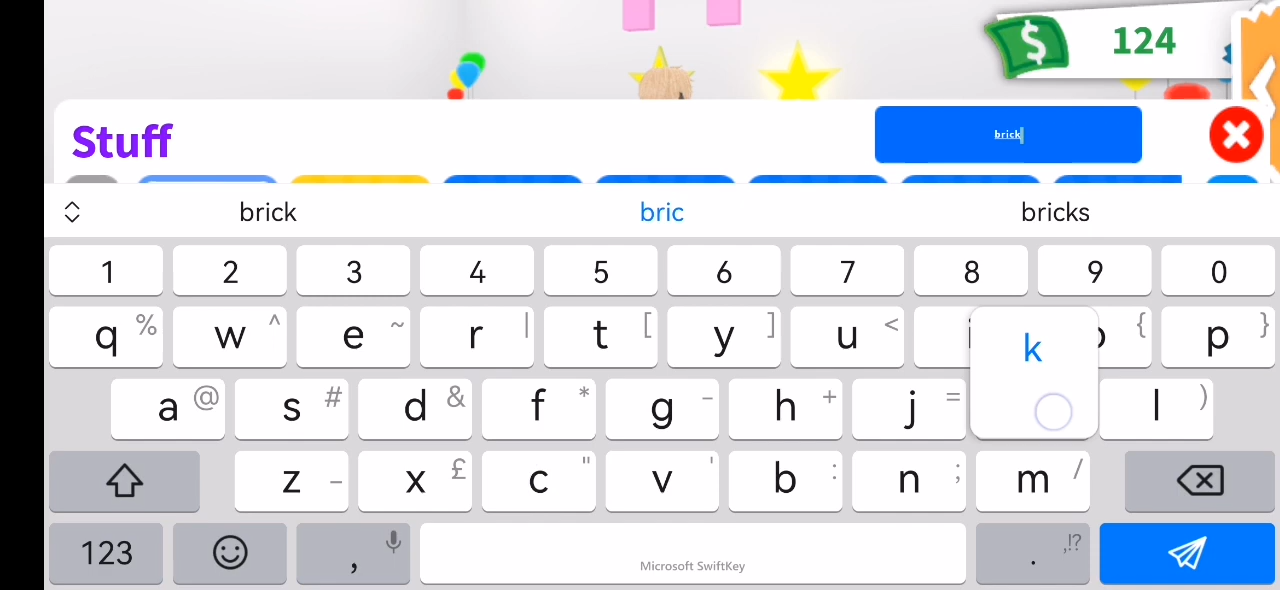 $ 124
Stuff brick
brick bric bricks
1 2 3 4 5 6 7 8 9 0
q % w ^ e ~ r | t [ y ] u < i { p }
k
a @ s # d & f * g - h + j = l )
z _ x £ c " v ' b : n ; m /
123 , Microsoft SwiftKey . ,!?